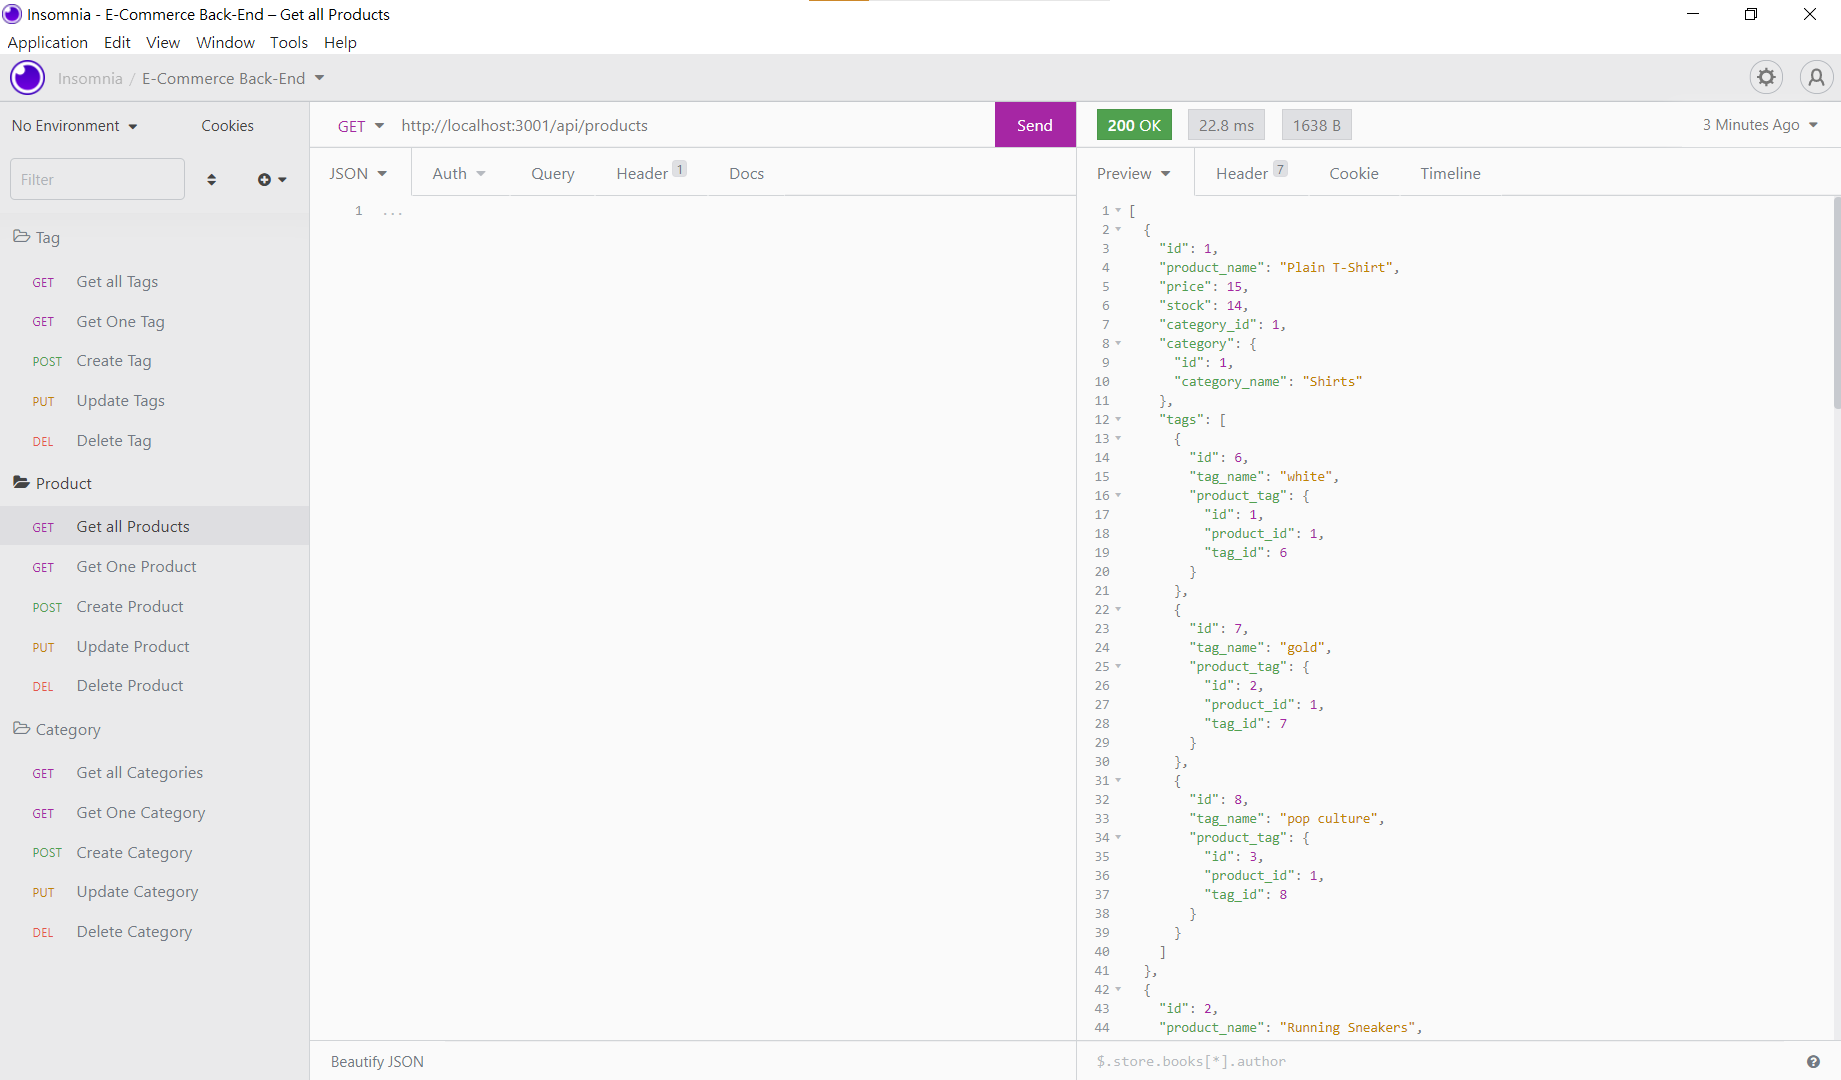 Insomnia - E-Commerce Back-End – Get all Products
Application Edit View Window Tools Help
Insomnia / E-Commerce Back-End
No Environment Cookies
Filter
Tag
GET Get all Tags
GET Get One Tag
POST Create Tag
PUT Update Tags
DEL Delete Tag
Product
GET Get all Products
GET Get One Product
POST Create Product
PUT Update Product
DEL Delete Product
Category
GET Get all Categories
GET Get One Category
POST Create Category
PUT Update Category
DEL Delete Category
GET http://localhost:3001/api/products Send
JSON Auth Query Header 1 Docs
1 ...
Beautify JSON
200 OK 22.8 ms 1638 B 3 Minutes Ago
Preview Header 7 Cookie Timeline
1 [
2 {
3 "id": 1,
4 "product_name": "Plain T-Shirt",
5 "price": 15,
6 "stock": 14,
7 "category_id": 1,
8 "category": {
9 "id": 1,
10 "category_name": "Shirts"
11 },
12 "tags": [
13 {
14 "id": 6,
15 "tag_name": "white",
16 "product_tag": {
17 "id": 1,
18 "product_id": 1,
19 "tag_id": 6
20 }
21 },
22 {
23 "id": 7,
24 "tag_name": "gold",
25 "product_tag": {
26 "id": 2,
27 "product_id": 1,
28 "tag_id": 7
29 }
30 },
31 {
32 "id": 8,
33 "tag_name": "pop culture",
34 "product_tag": {
35 "id": 3,
36 "product_id": 1,
37 "tag_id": 8
38 }
39 }
40 ]
41 },
42 {
43 "id": 2,
44 "product_name": "Running Sneakers",
$.store.books[*].author